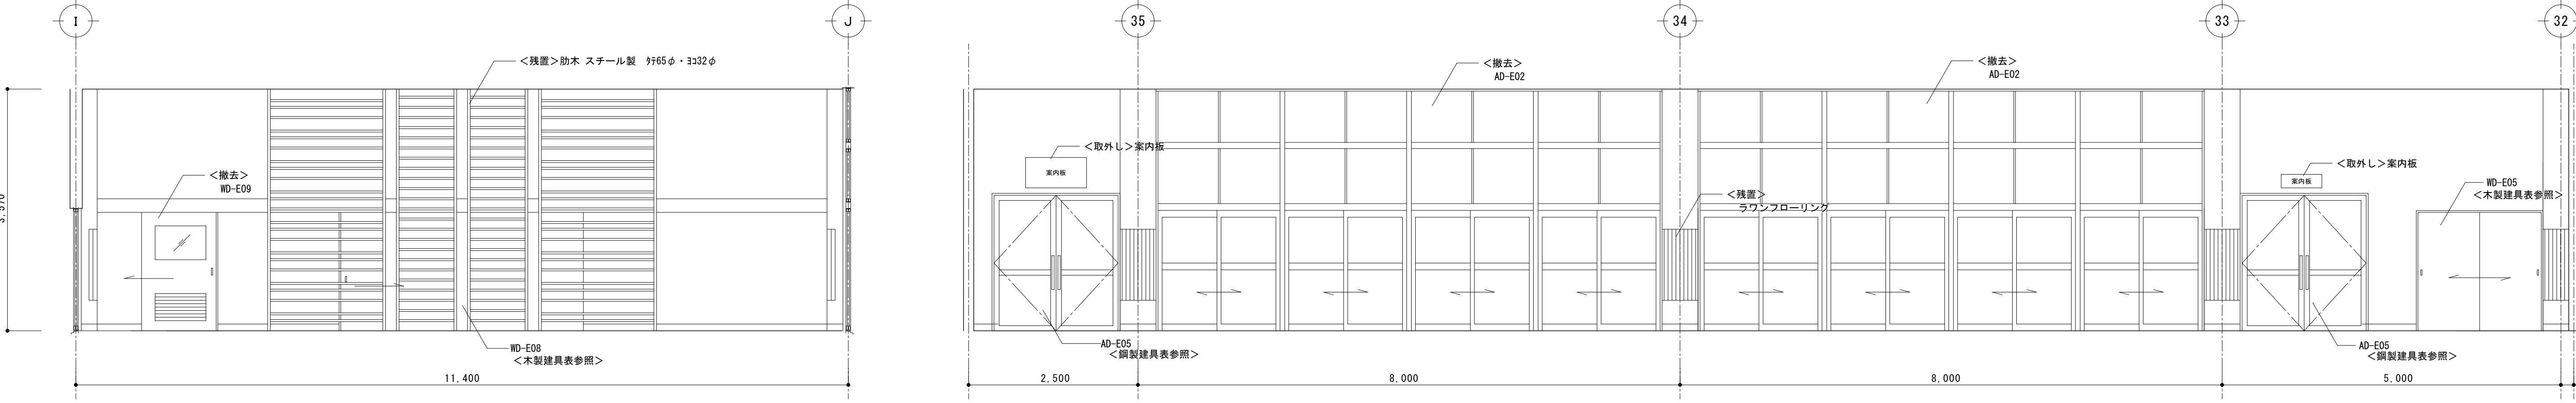 I
J
35
34
33
32
＜残置＞肋木 スチール製　ﾀﾃ65φ・ﾖｺ32φ
＜撤去＞
AD-E02
＜撤去＞
AD-E02
＜取外し＞案内板
案内板
＜撤去＞
WD-E09
＜残置＞
ラワンフローリング
＜取外し＞案内板
案内板
WD-E05
＜木製建具表参照＞
3,570
WD-E08
＜木製建具表参照＞
AD-E05
＜鋼製建具表参照＞
AD-E05
＜鋼製建具表参照＞
11,400
2,500
8,000
8,000
5,000